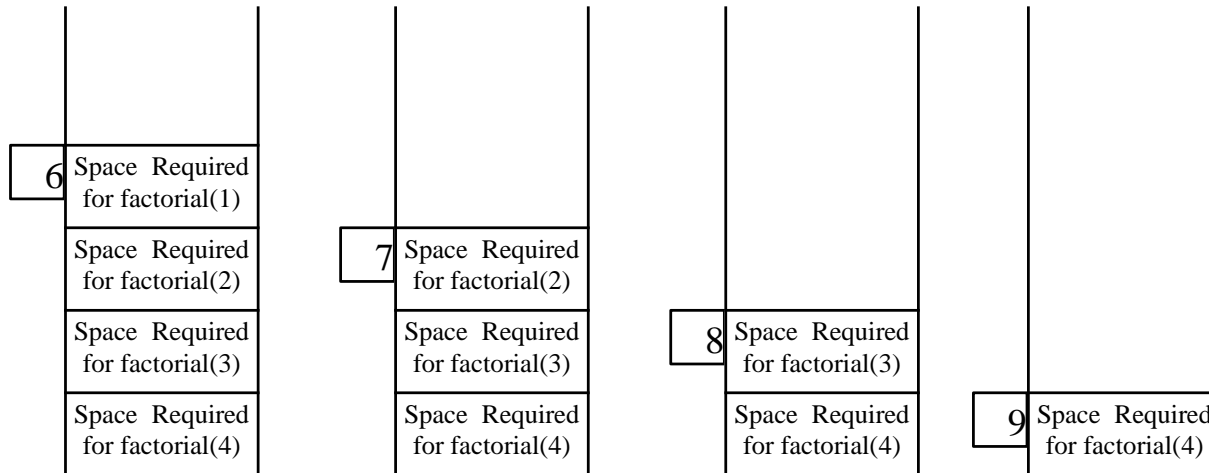 6
Space Required
for factorial(1)
Space Required
for factorial(2)
Space Required
for factorial(3)
Space Required
for factorial(4)
7
Space Required
for factorial(2)
Space Required
for factorial(3)
Space Required
for factorial(4)
8
Space Required
for factorial(3)
Space Required
for factorial(4)
9
Space Required
for factorial(4)